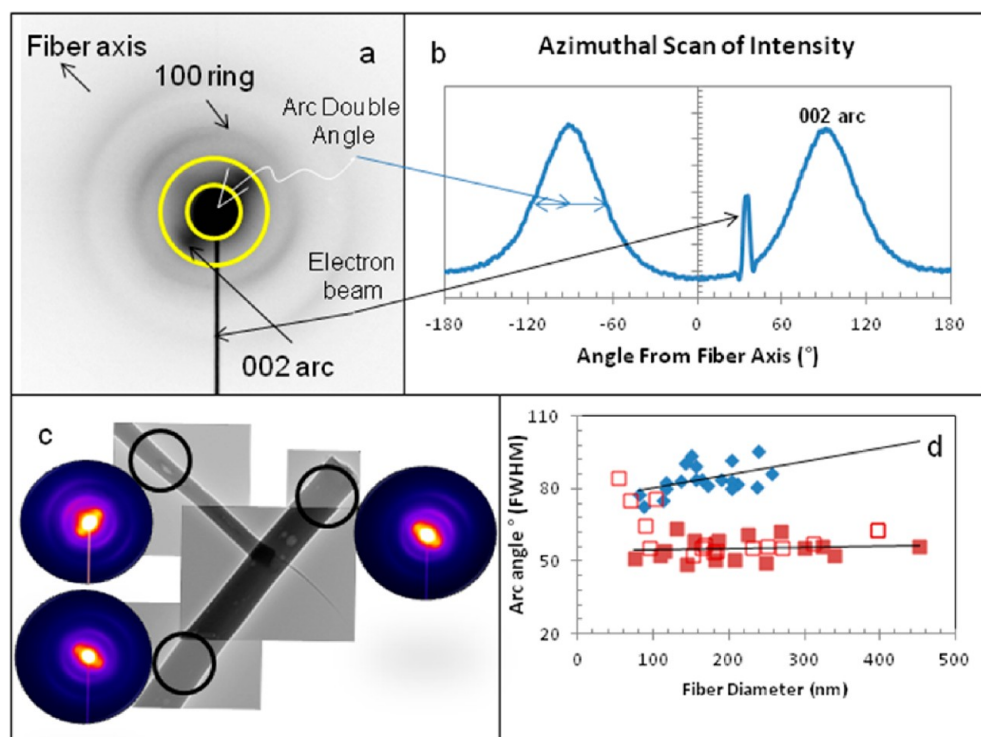 Fiber axis
a
100 ring
Arc Double
Angle
Electron
beam
002 arc
b
Azimuthal Scan of Intensity
002 arc
-180 -120 -60 0 60 120 180
Angle From Fiber Axis (°)
c
d
Arc angle ° (FWHM)
110
80
50
20
0 100 200 300 400 500
Fiber Diameter (nm)